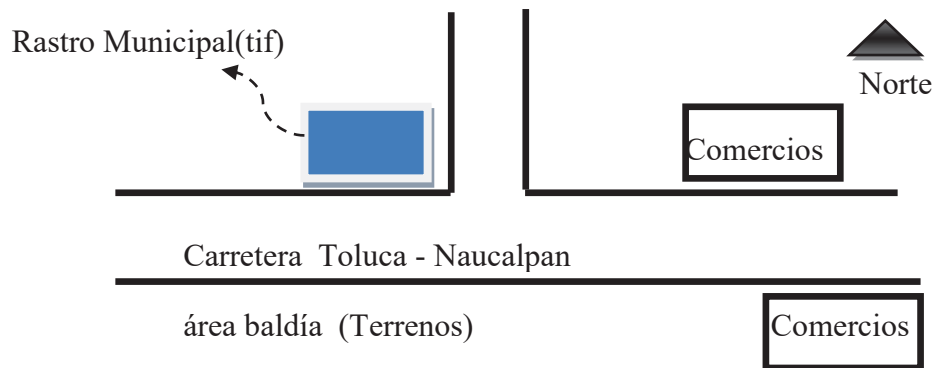 Rastro Municipal(tif)
Norte
Comercios
Carretera Toluca - Naucalpan
área baldía (Terrenos)
Comercios